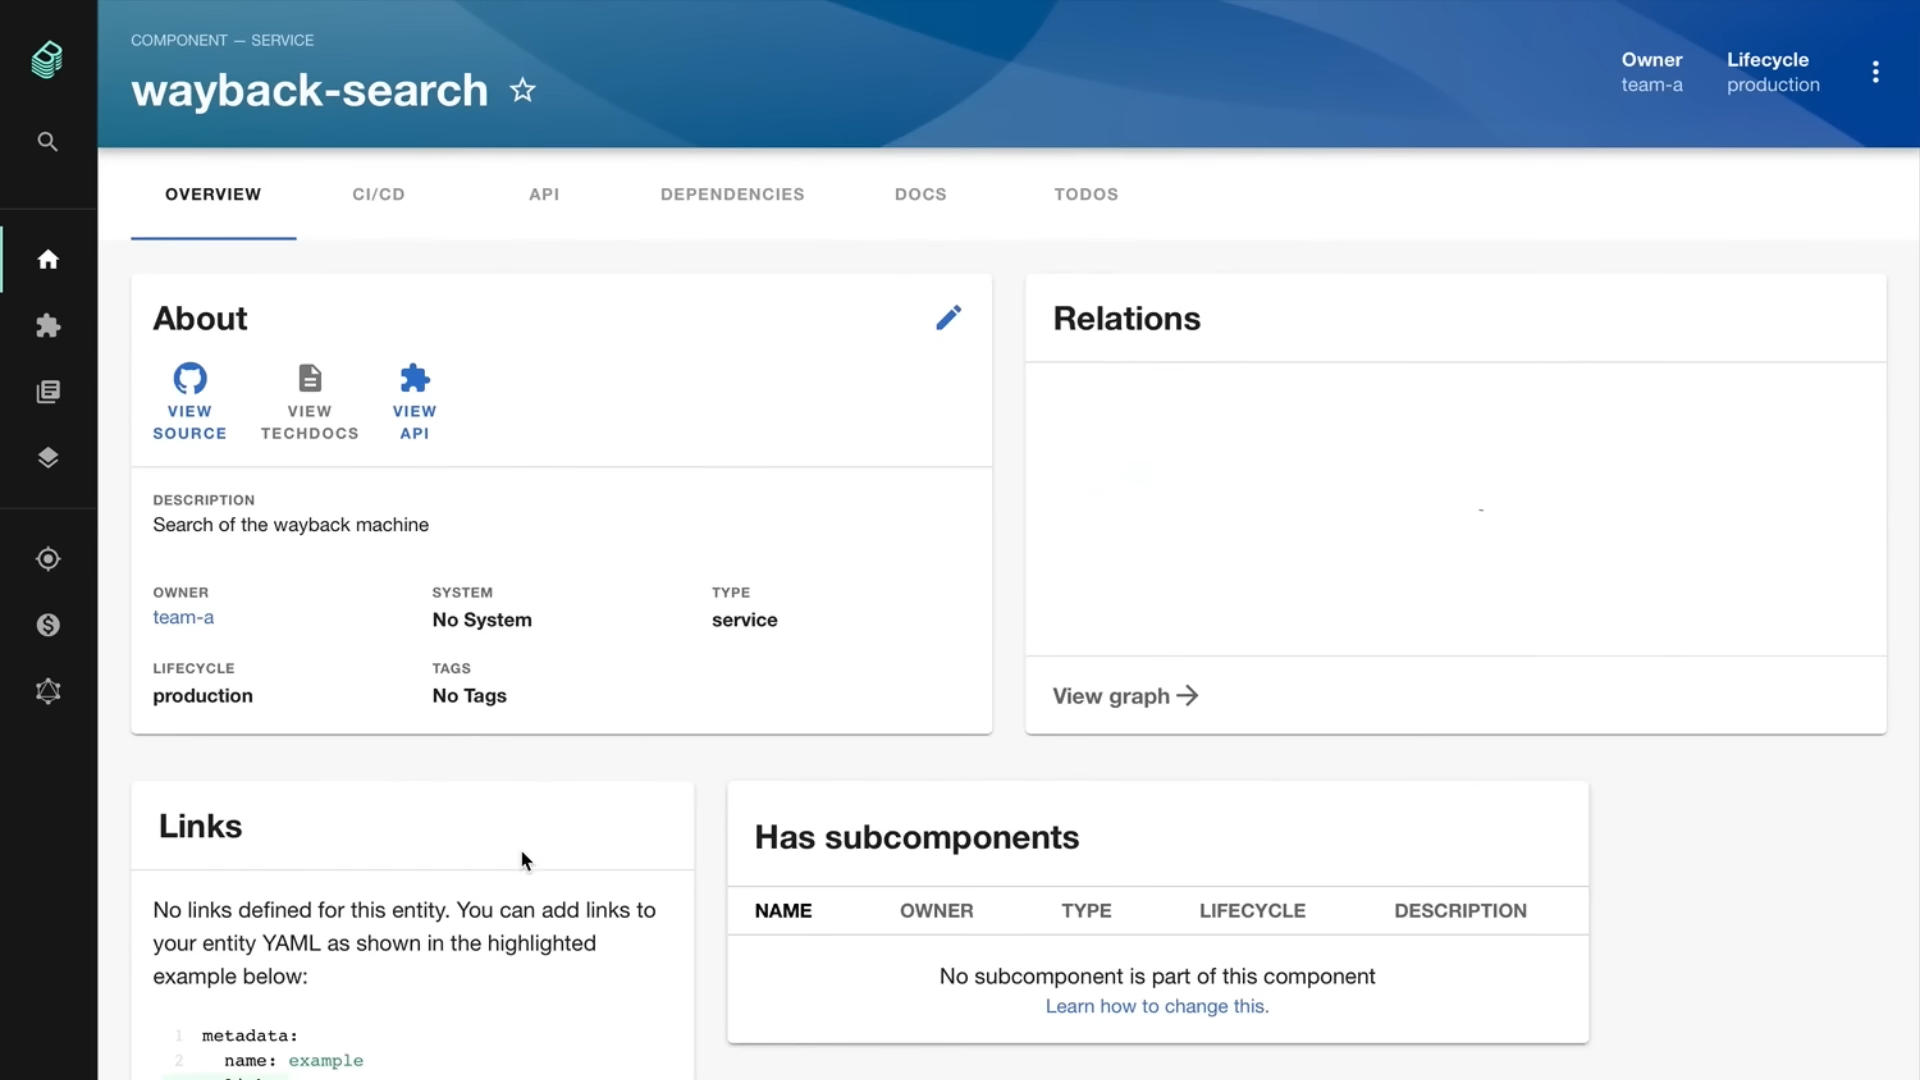 COMPONENT — SERVICE
wayback-search
Owner
team-a
Lifecycle
production
OVERVIEW
CI/CD
API
DEPENDENCIES
DOCS
TODOS
About
VIEW
SOURCE
VIEW
TECHDOCS
VIEW
API
DESCRIPTION
Search of the wayback machine
OWNER
team-a
SYSTEM
No System
TYPE
service
LIFECYCLE
production
TAGS
No Tags
Relations
View graph
Links
No links defined for this entity. You can add links to
your entity YAML as shown in the highlighted
example below:
1 metadata:
2 name: example
Has subcomponents
NAME OWNER TYPE LIFECYCLE DESCRIPTION
No subcomponent is part of this component
Learn how to change this.